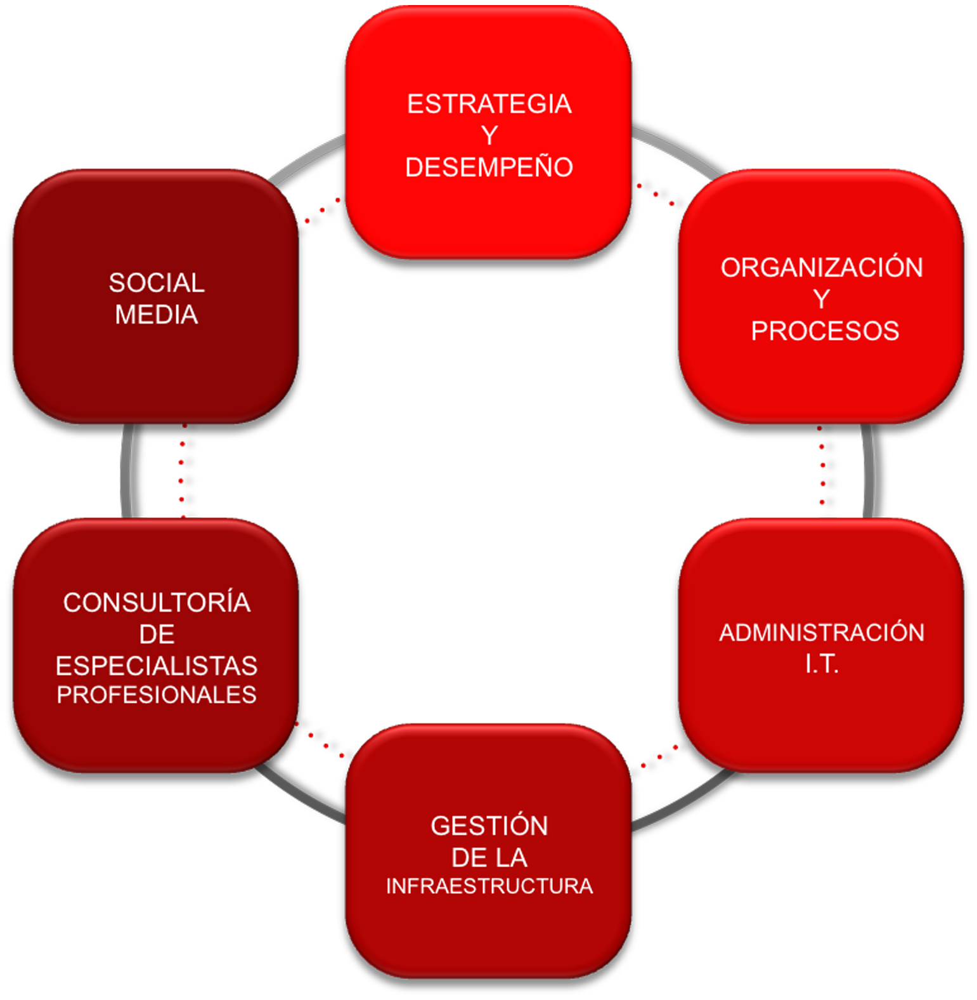 ESTRATEGIA
Y
DESEMPEÑO
ORGANIZACIÓN
Y
PROCESOS
ADMINISTRACIÓN
I.T.
GESTIÓN
DE LA
INFRAESTRUCTURA
CONSULTORÍA
DE
ESPECIALISTAS
PROFESIONALES
SOCIAL
MEDIA